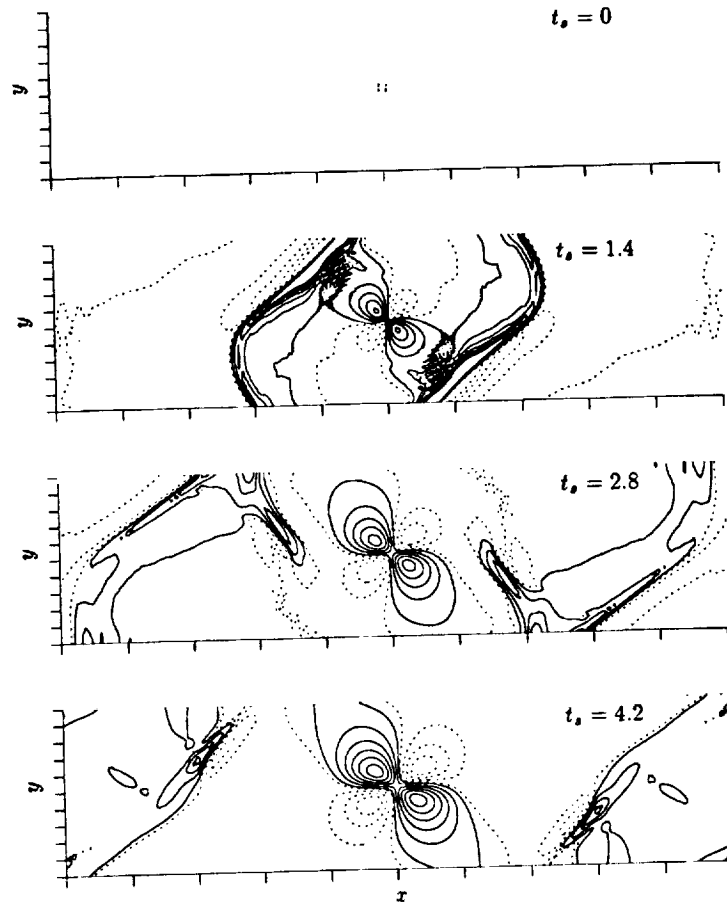 t_s = 0
y
t_s = 1.4
y
t_s = 2.8
y
t_s = 4.2
y
x